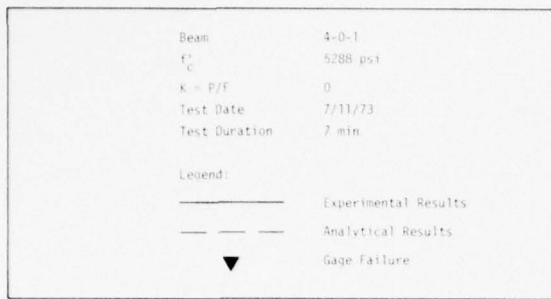 Beam 4-0-1
f'c 5288 psi
K = P/F 0
Test Date 7/11/73
Test Duration 7 min.
Legend:
Experimental Results
Analytical Results
Gage Failure